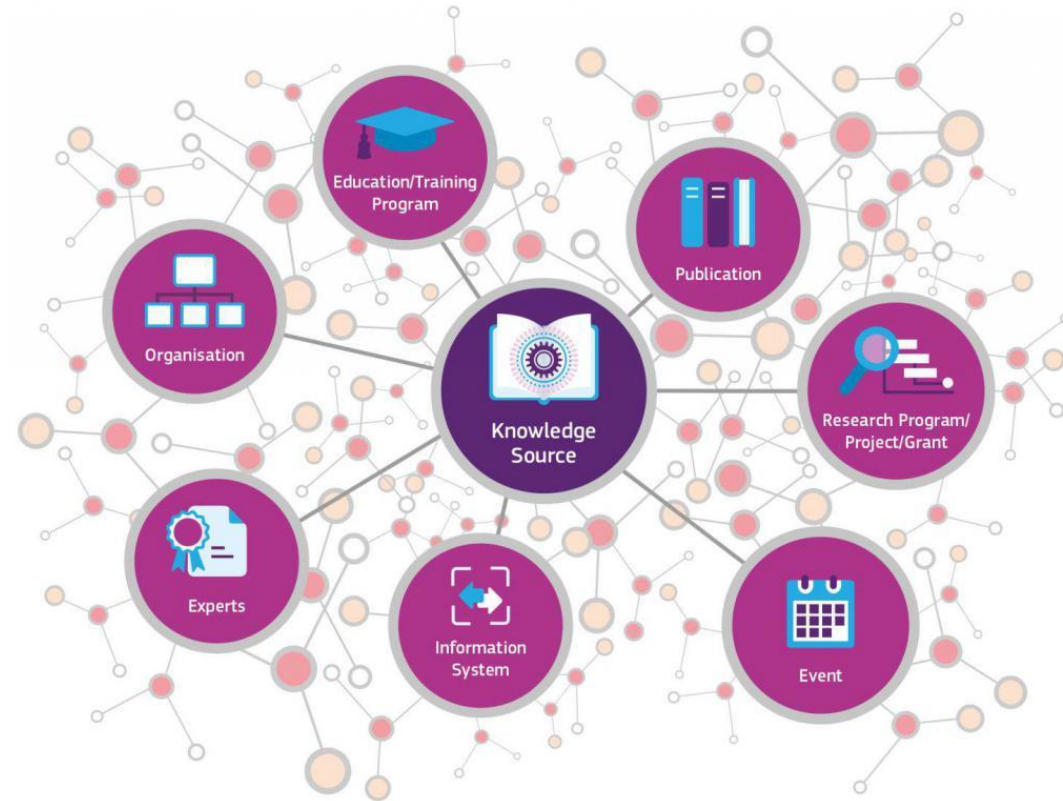 Education/Training
Program
Publication
Organisation
Knowledge
Source
Research Program/
Project/Grant
Experts
Information
System
Event